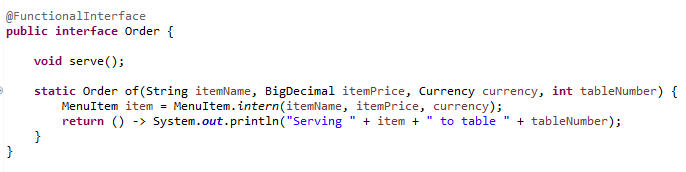 @FunctionalInterface
public interface Order {
void serve();
static Order of(String itemName, BigDecimal itemPrice, Currency currency, int tableNumber) {
MenuItem item = MenuItem.intern(itemName, itemPrice, currency);
return () -> System.out.println("Serving " + item + " to table " + tableNumber);
}
}